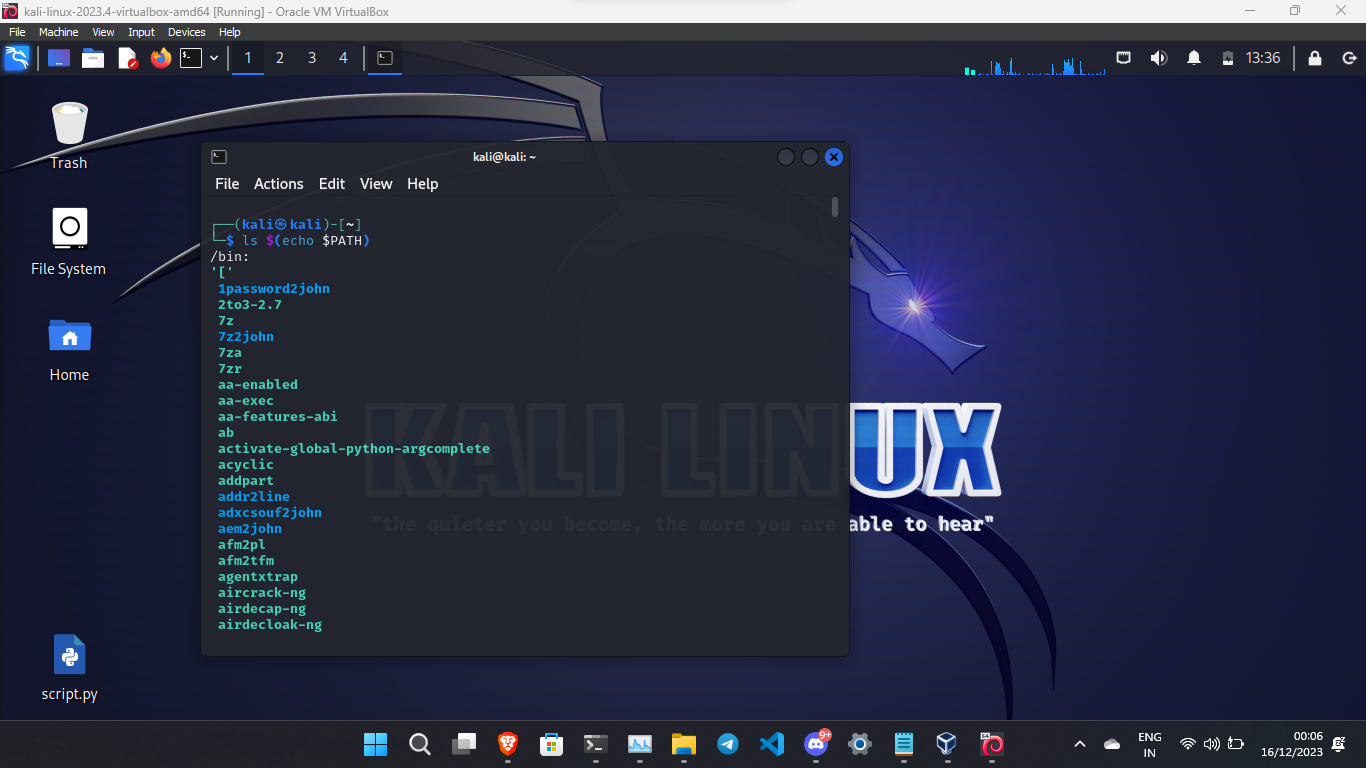 kali-linux-2023.4-virtualbox-amd64 [Running] - Oracle VM VirtualBox
File Machine View Input Devices Help
1 2 3 4
13:36
Trash
File System
Home
script.py
kali@kali: ~
File Actions Edit View Help
┌──(kali㉿kali)-[~]
└─$ ls $(echo $PATH)
/bin:
'['
1password2john
2to3-2.7
7z
7z2john
7za
7zr
aa-enabled
aa-exec
aa-features-abi
ab
activate-global-python-argcomplete
acyclic
addpart
addr2line
adxcsouf2john
aem2john
afm2pl
afm2tfm
agentxtrap
aircrack-ng
airdecap-ng
airdecloak-ng
KALI LINUX
"the quieter you become, the more you are able to hear"
9+
64
ENG
IN
00:06
16/12/2023